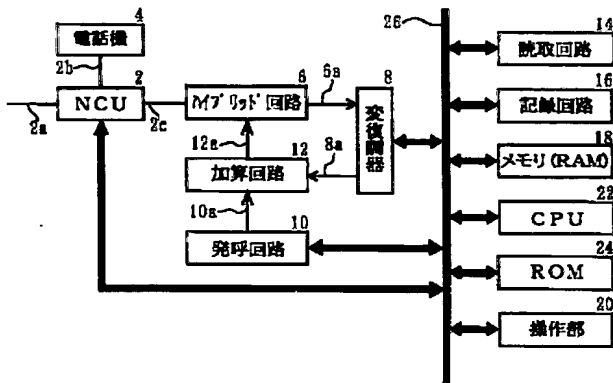 4
電話機
2b
2
NCU
2a
2c
6
ハイブリッド回路
6a
8
変復調器
8a
12a
12
加算回路
10a
10
発呼回路
26
14
読取回路
16
記録回路
18
メモリ(RAM)
22
CPU
24
ROM
20
操作部
26